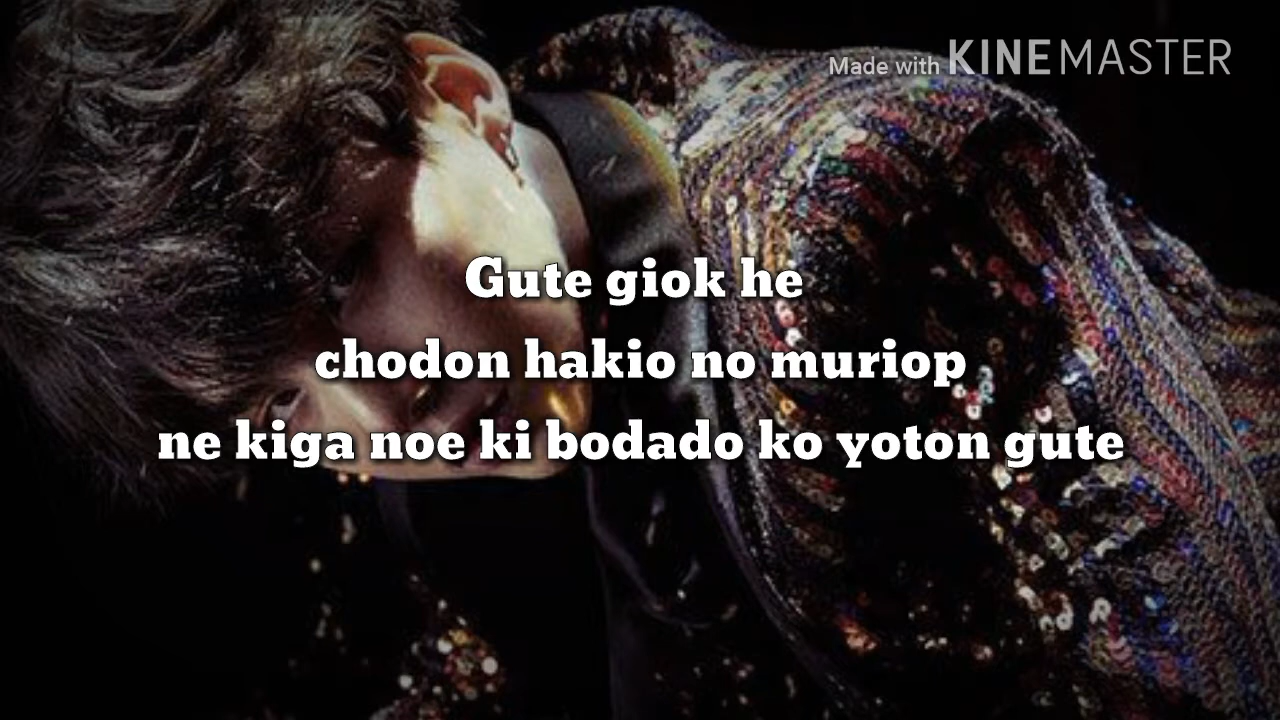 Made with KINEMASTER
Gute giok he
chodon hakio no muriop
ne kiga noe ki bodado ko yoton gute